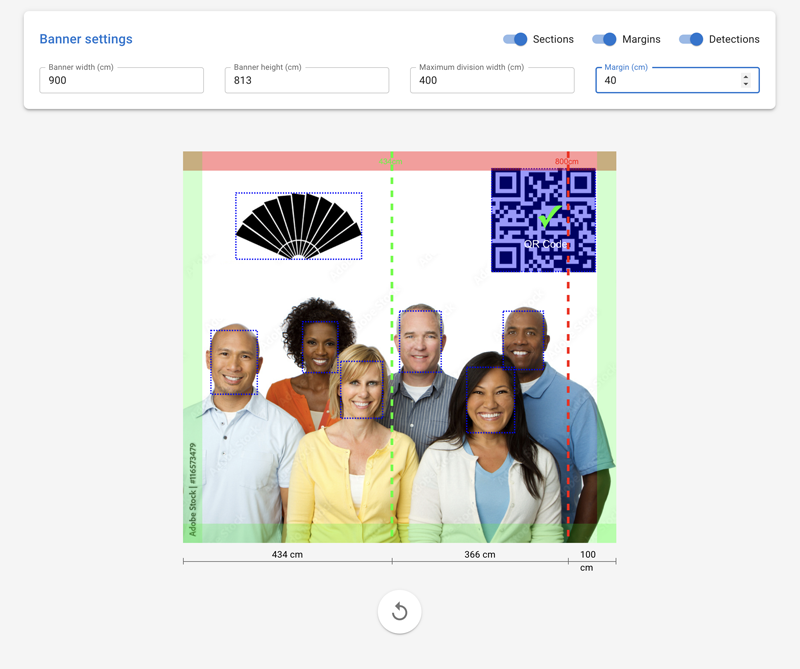 Banner settings
Sections
Margins
Detections
Banner width (cm)
900
Banner height (cm)
813
Maximum division width (cm)
400
Margin (cm)
40
800cm
QR Code
Adobe Stock | #116573479
434 cm
366 cm
100
cm